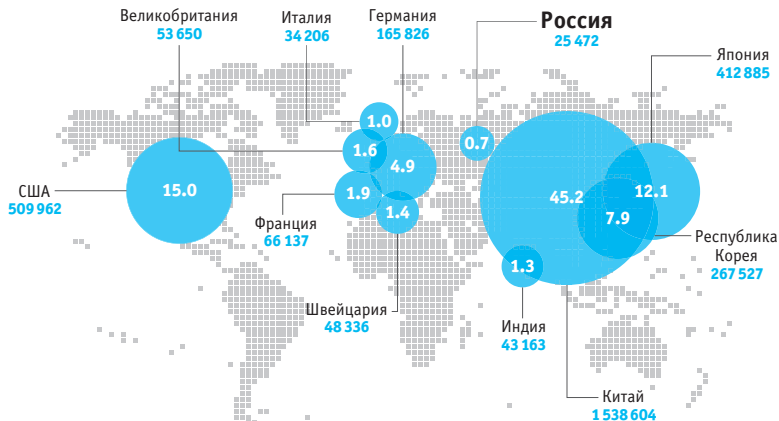 Великобритания
53 650
Италия
34 206
Германия
165 826
Россия
25 472
Япония
412 885
1.0
1.6
4.9
0.7
15.0
45.2
12.1
1.9
1.4
7.9
США
509 962
Франция
66 137
Республика
Корея
267 527
1.3
Швейцария
48 336
Индия
43 163
Китай
1 538 604